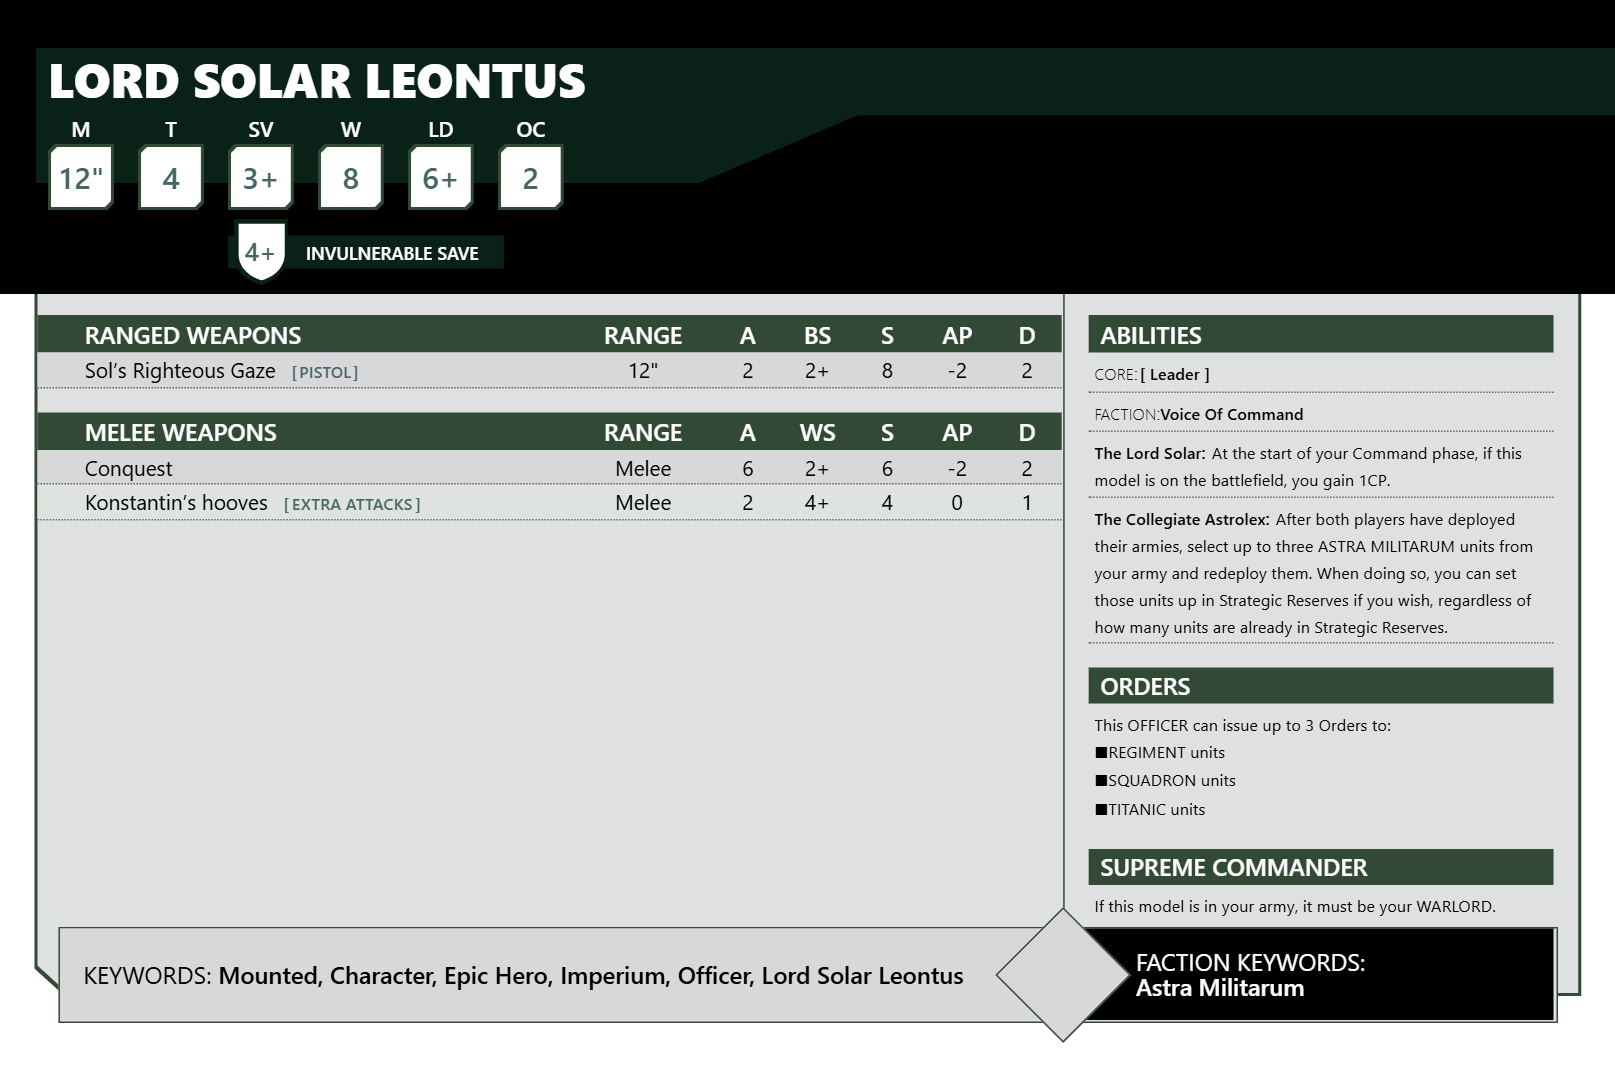 LORD SOLAR LEONTUS
M T SV W LD OC
12" 4 3+ 8 6+ 2
4+ INVULNERABLE SAVE
RANGED WEAPONS RANGE A BS S AP D
Sol’s Righteous Gaze [PISTOL] 12" 2 2+ 8 -2 2
MELEE WEAPONS RANGE A WS S AP D
Conquest Melee 6 2+ 6 -2 2
Konstantin’s hooves [EXTRA ATTACKS] Melee 2 4+ 4 0 1
ABILITIES
CORE:[ Leader ]
FACTION:Voice Of Command
The Lord Solar: At the start of your Command phase, if this
model is on the battlefield, you gain 1CP.
The Collegiate Astrolex: After both players have deployed
their armies, select up to three ASTRA MILITARUM units from
your army and redeploy them. When doing so, you can set
those units up in Strategic Reserves if you wish, regardless of
how many units are already in Strategic Reserves.
ORDERS
This OFFICER can issue up to 3 Orders to:
■REGIMENT units
■SQUADRON units
■TITANIC units
SUPREME COMMANDER
If this model is in your army, it must be your WARLORD.
KEYWORDS: Mounted, Character, Epic Hero, Imperium, Officer, Lord Solar Leontus
FACTION KEYWORDS:
Astra Militarum